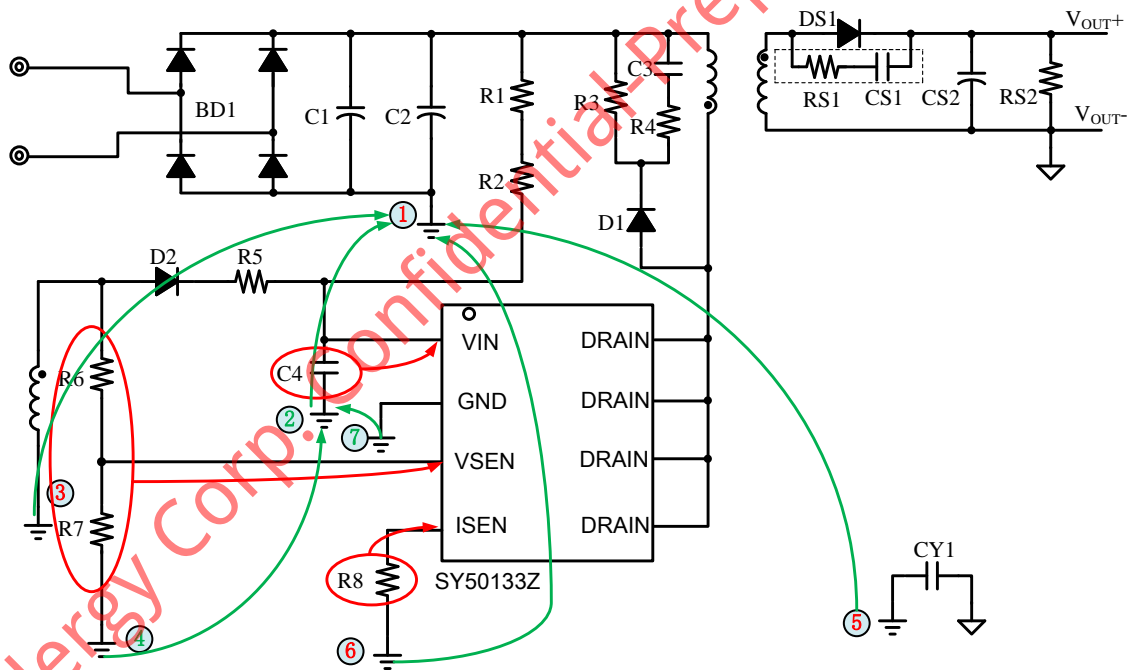 DS1
VOUT+
C3
R1
R3
BD1
C1
C2
R4
RS1
CS1
CS2
RS2
VOUT-
R2
1
D1
D2
R5
VIN
DRAIN
R6
C4
GND
DRAIN
2
7
VSEN
DRAIN
3
R7
ISEN
DRAIN
R8
SY50133Z
CY1
4
5
6
ergy Corp. Confidential-Prep